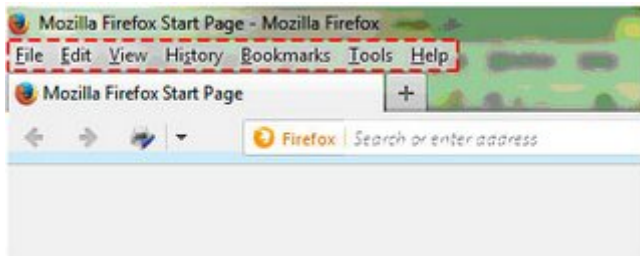 Mozilla Firefox Start Page - Mozilla Firefox
File Edit View History Bookmarks Tools Help
Mozilla Firefox Start Page +
Firefox Search or enter address